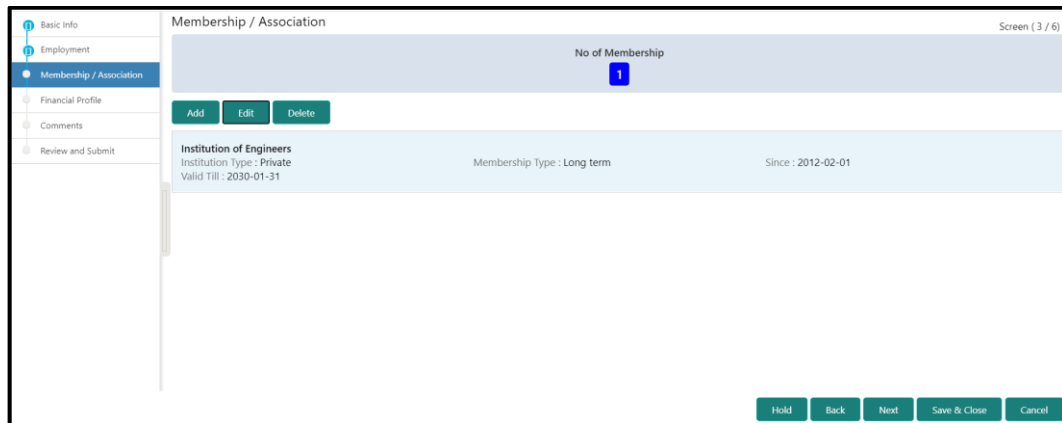 Basic Info
Employment
Membership / Association
Financial Profile
Comments
Review and Submit
Membership / Association
Screen ( 3 / 6)
No of Membership
1
Add Edit Delete
Institution of Engineers
Institution Type : Private Membership Type : Long term Since : 2012-02-01
Valid Till : 2030-01-31
Hold Back Next Save & Close Cancel